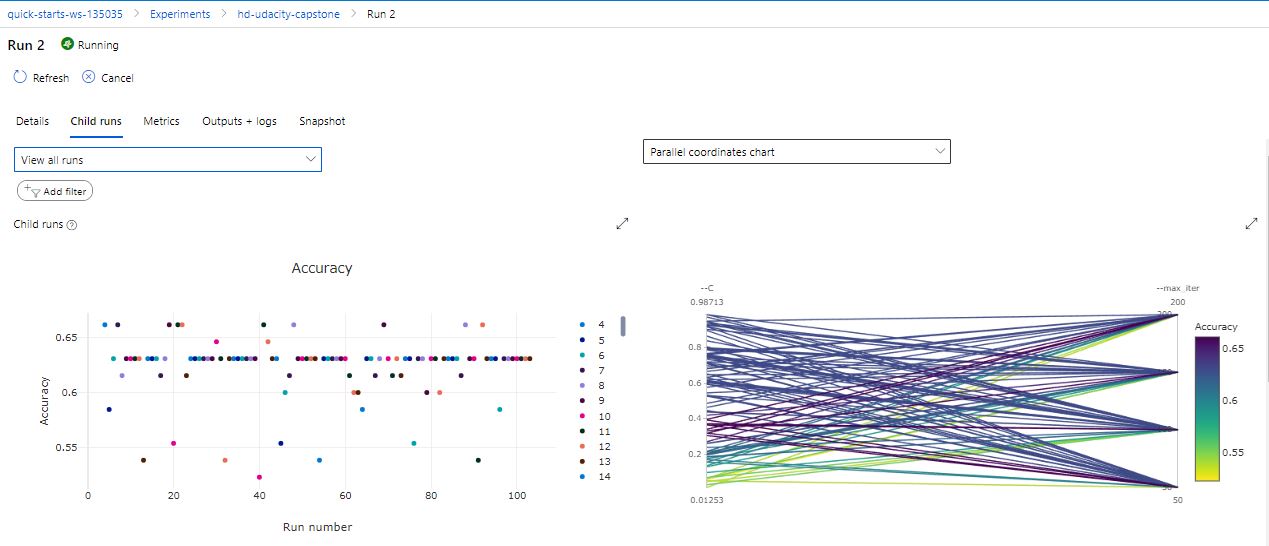 quick-starts-ws-135035 > Experiments > hd-udacity-capstone > Run 2
Run 2 Running
Refresh Cancel
Details Child runs Metrics Outputs + logs Snapshot
View all runs
Parallel coordinates chart
Add filter
Child runs
Accuracy
Accuracy
0.65
0.6
0.55
0 20 40 60 80 100
Run number
4
5
6
7
8
9
10
11
12
13
14
--C
0.98713
0.8
0.6
0.4
0.2
0.01253
--max_iter
200
50
Accuracy
0.65
0.6
0.55